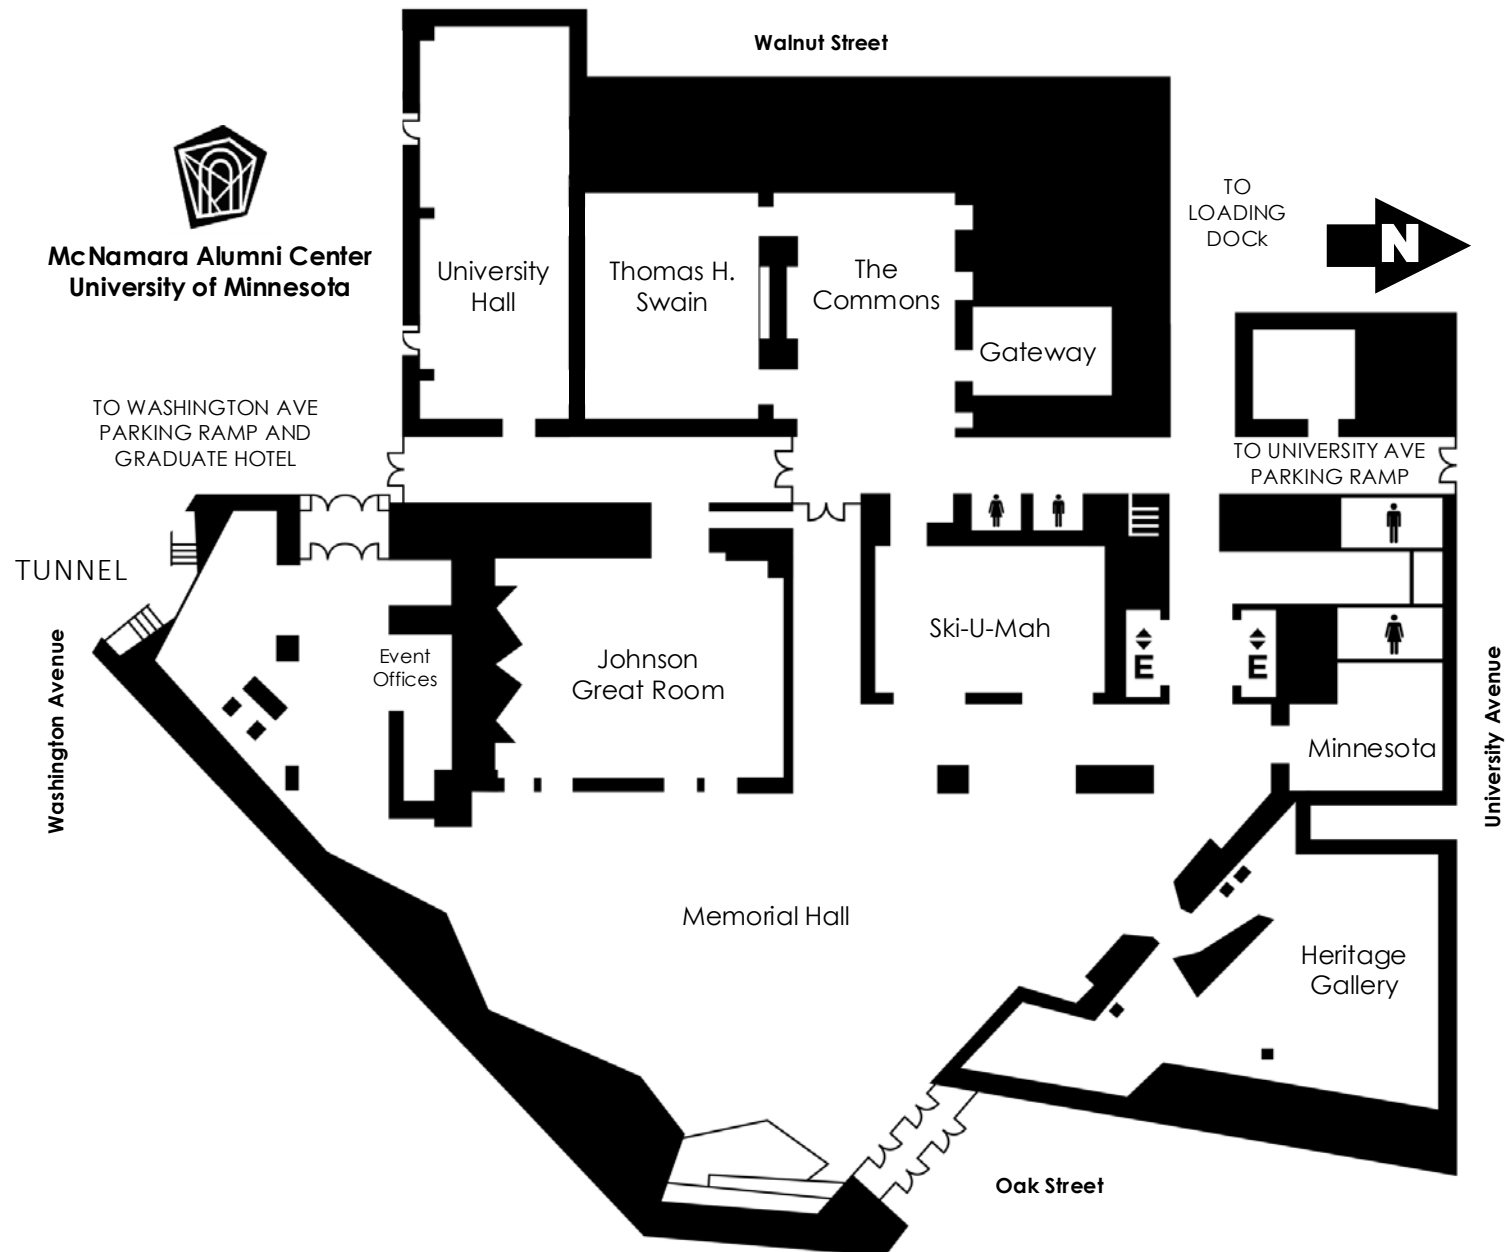 Walnut Street
McNamara Alumni Center
University of Minnesota
TO
LOADING
DOCk
N
University
Hall
Thomas H.
Swain
The
Commons
Gateway
TO WASHINGTON AVE
PARKING RAMP AND
GRADUATE HOTEL
TO UNIVERSITY AVE
PARKING RAMP
TUNNEL
Washington Avenue
Event
Offices
Johnson
Great Room
Ski-U-Mah
E
E
Minnesota
University Avenue
Memorial Hall
Heritage
Gallery
Oak Street